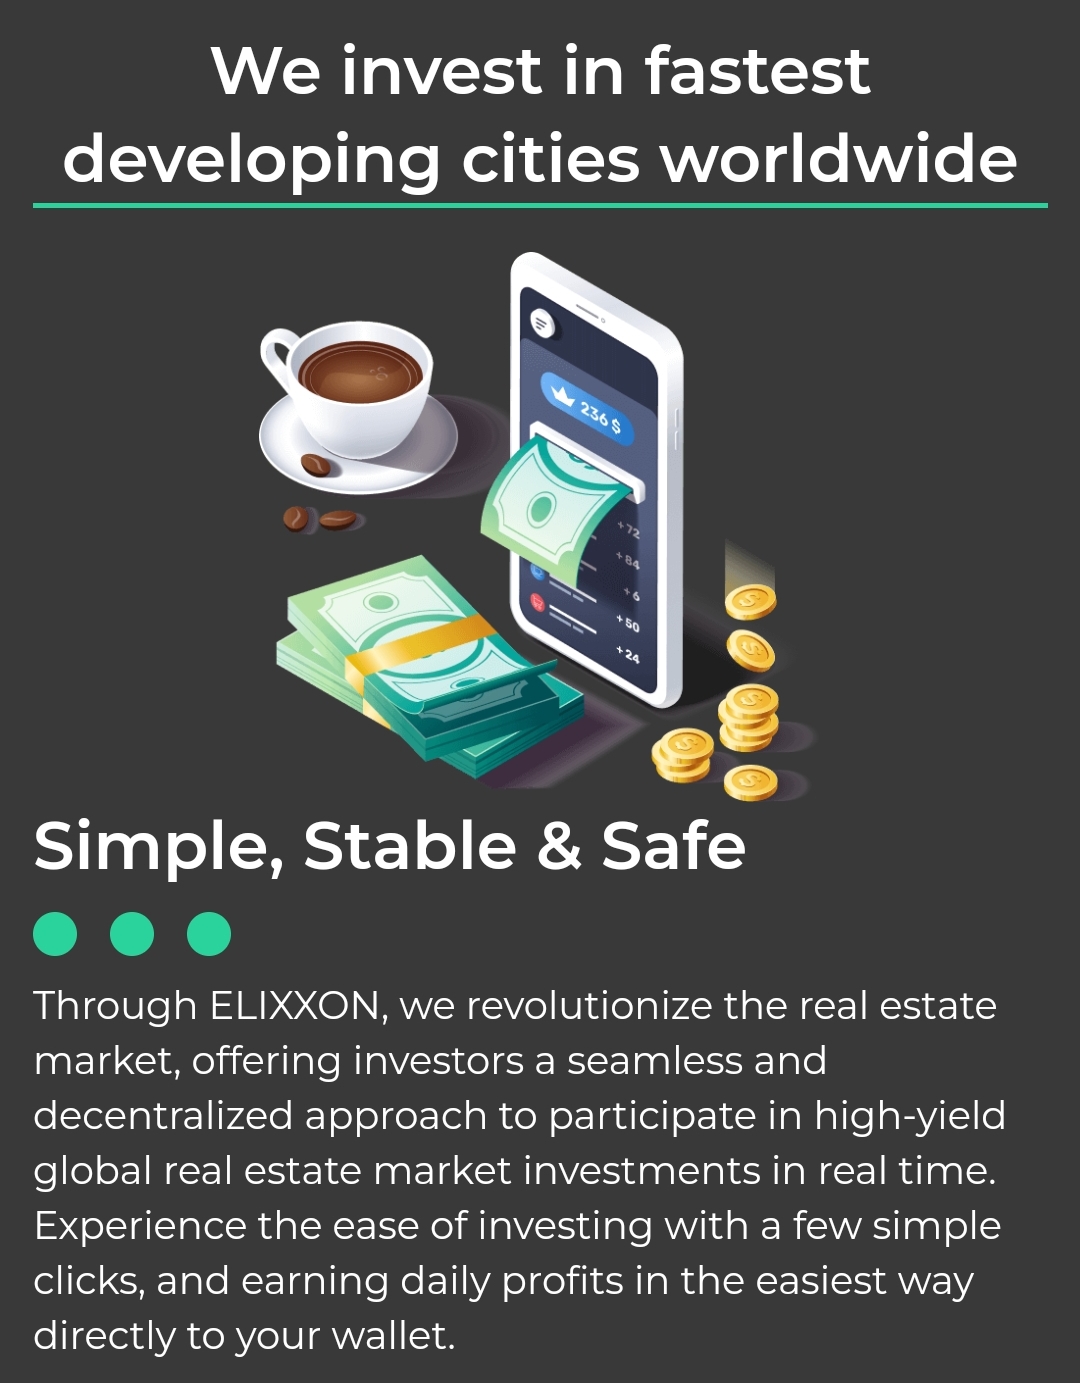 We invest in fastest
developing cities worldwide
236 $
+72
+84
+6
+50
+24
Simple, Stable & Safe
Through ELIXXON, we revolutionize the real estate
market, offering investors a seamless and
decentralized approach to participate in high-yield
global real estate market investments in real time.
Experience the ease of investing with a few simple
clicks, and earning daily profits in the easiest way
directly to your wallet.